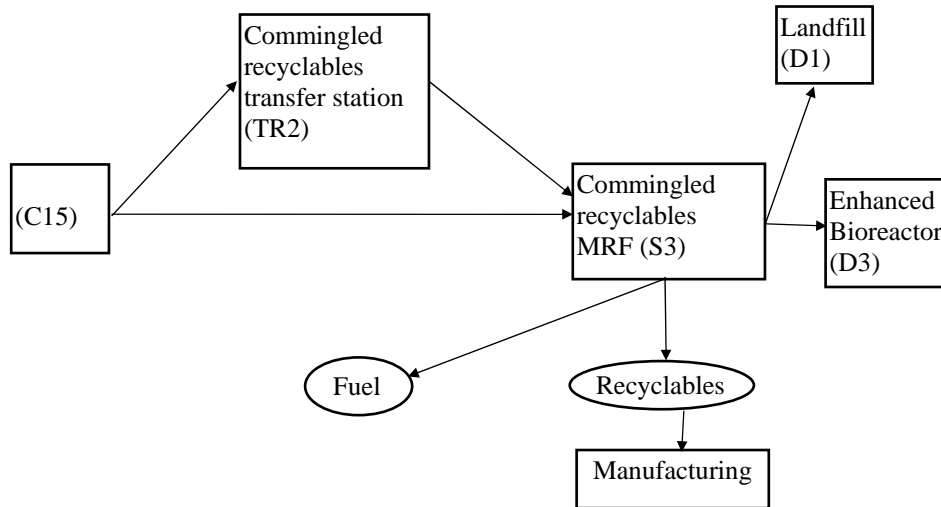 Commingled
recyclables
transfer station
(TR2)
Landfill
(D1)
(C15)
Commingled
recyclables
MRF (S3)
Enhanced
Bioreactor
(D3)
Fuel
Recyclables
Manufacturing